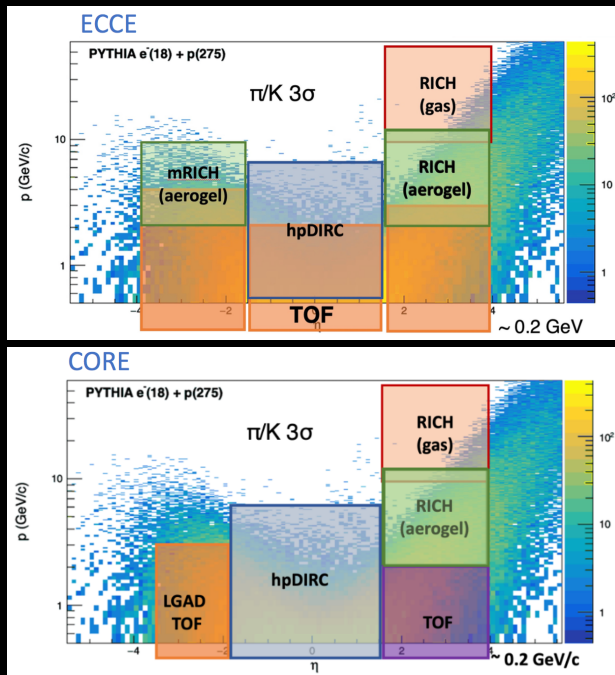 ECCE
PYTHIA e⁻(18) + p(275)
π/K 3σ
RICH
(gas)
mRICH
(aerogel)
RICH
(aerogel)
hpDIRC
TOF
p (GeV/c)
10
1
−4
−2
2
4
η
~ 0.2 GeV
10²
10
1
CORE
PYTHIA e⁻(18) + p(275)
π/K 3σ
RICH
(gas)
RICH
(aerogel)
hpDIRC
LGAD
TOF
TOF
p (GeV/c)
10
1
−4
−2
0
2
4
η
~ 0.2 GeV/c
10²
10
1